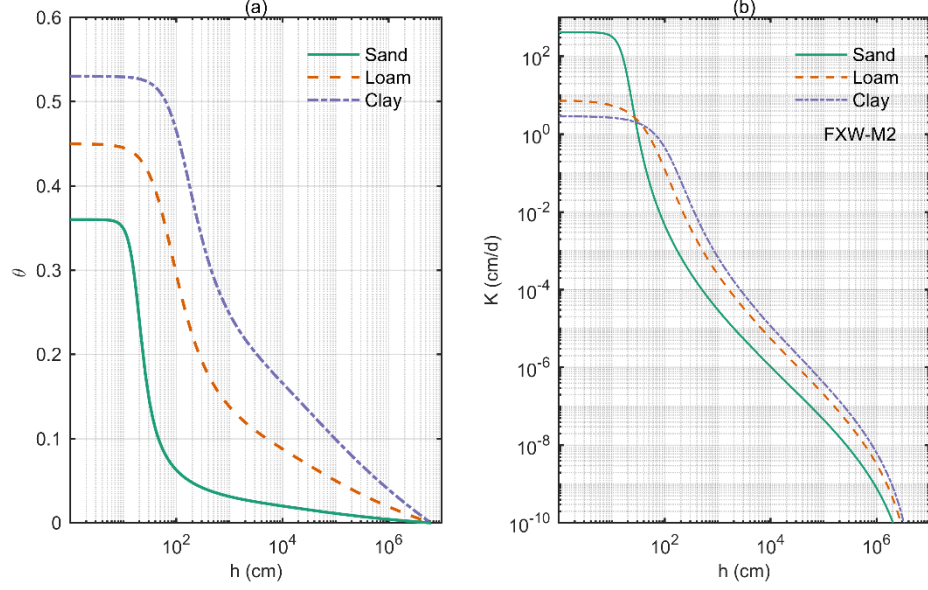 (a)
0.6
0.5
0.4
0.3
0.2
0.1
0
θ
10^2
10^4
10^6
h (cm)
Sand
Loam
Clay
(b)
10^2
10^0
10^-2
10^-4
10^-6
10^-8
10^-10
K (cm/d)
10^2
10^4
10^6
h (cm)
Sand
Loam
Clay
FXW-M2